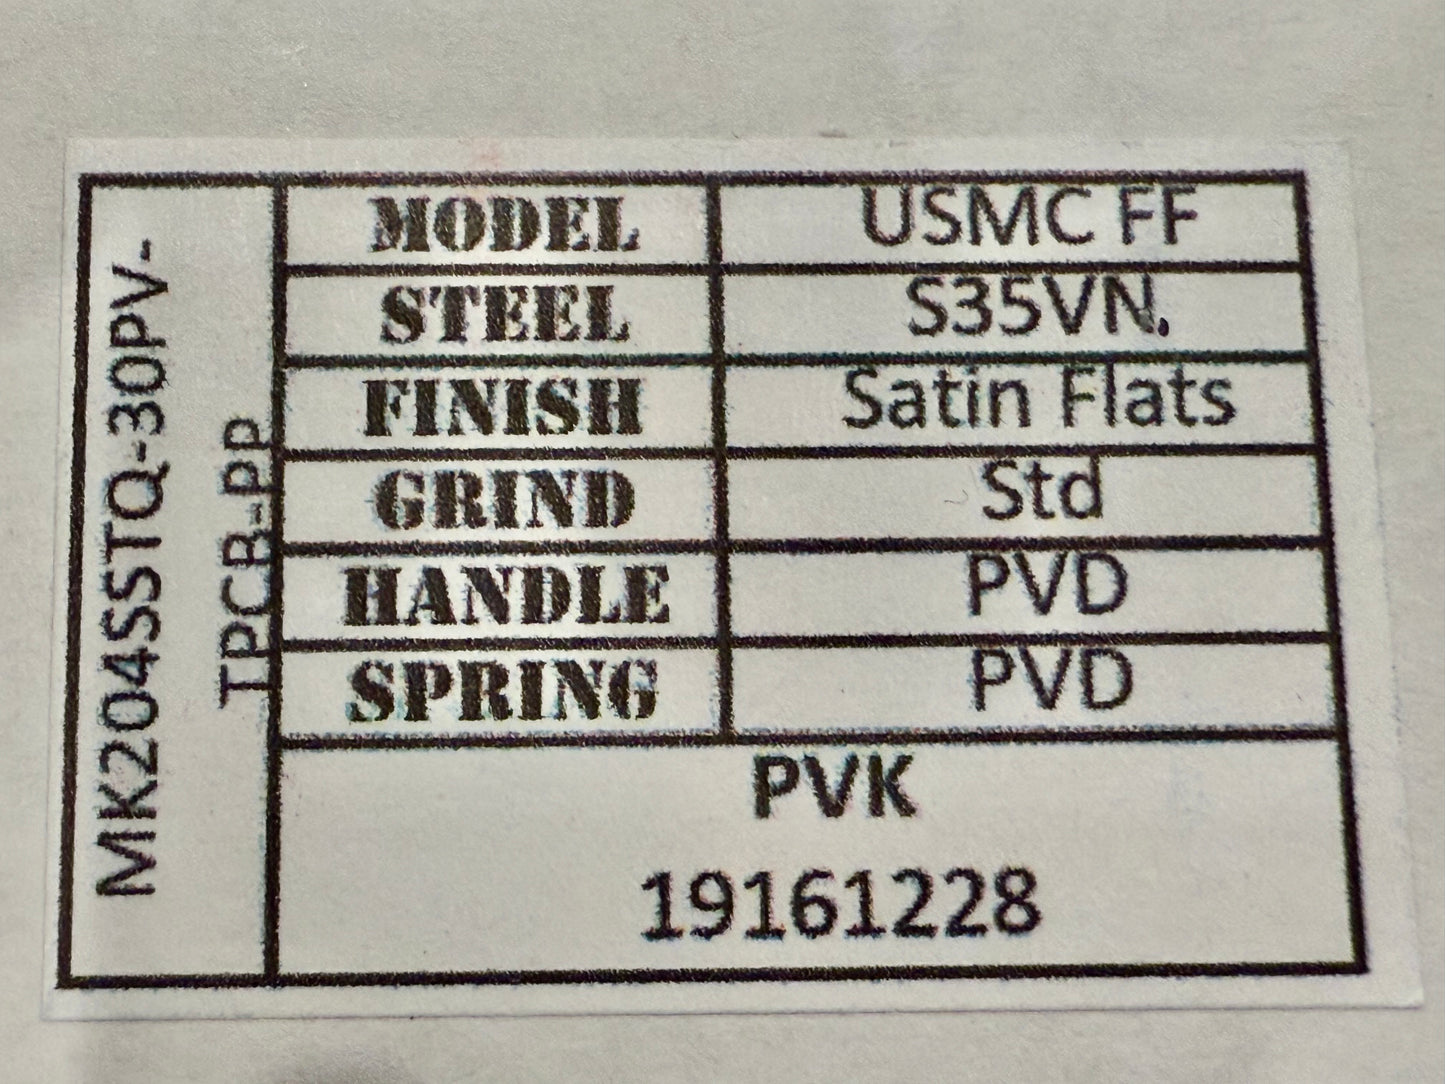 MK204SSTQ-30PV-
TPCB-PP
MODEL USMC FF
STEEL S35VN.
FINISH Satin Flats
GRIND Std
HANDLE PVD
SPRING PVD
PVK
19161228